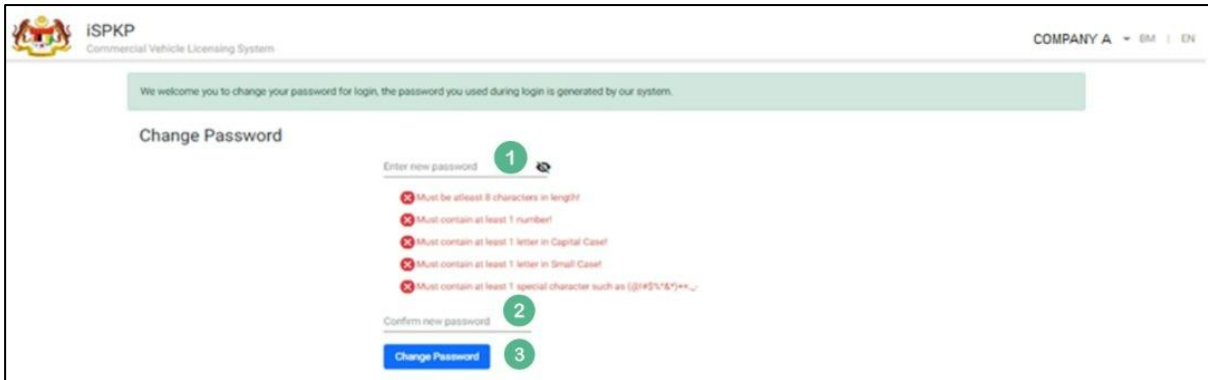 iSPKP
Commercial Vehicle Licensing System
COMPANY A BM | EN
We welcome you to change your password for login, the password you used during login is generated by our system.
Change Password
Enter new password 1
Must be atleast 8 characters in length!
Must contain at least 1 number!
Must contain at least 1 letter in Capital Case!
Must contain at least 1 letter in Small Case!
Must contain at least 1 special character such as
Confirm new password 2
Change Password 3